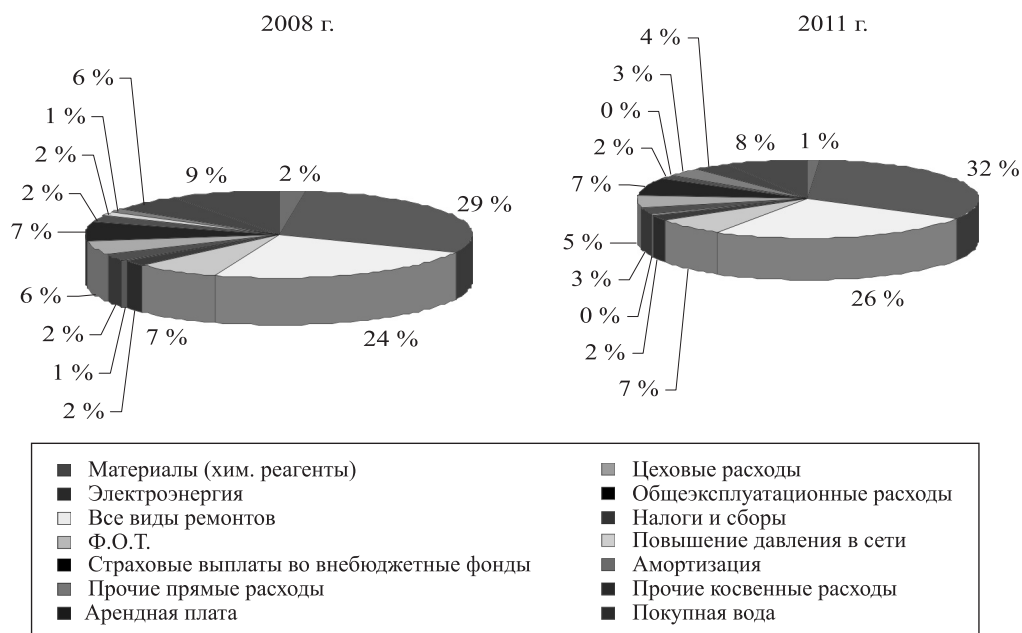 2008 г.
2011 г.
6 %
1 %
2 %
2 %
7 %
6 %
2 %
1 %
2 %
7 %
24 %
29 %
2 %
9 %
4 %
3 %
0 %
2 %
7 %
5 %
3 %
0 %
2 %
7 %
26 %
32 %
1 %
8 %
Материалы (хим. реагенты)
Электроэнергия
Все виды ремонтов
Ф.О.Т.
Страховые выплаты во внебюджетные фонды
Прочие прямые расходы
Арендная плата
Цеховые расходы
Общеэксплуатационные расходы
Налоги и сборы
Повышение давления в сети
Амортизация
Прочие косвенные расходы
Покупная вода